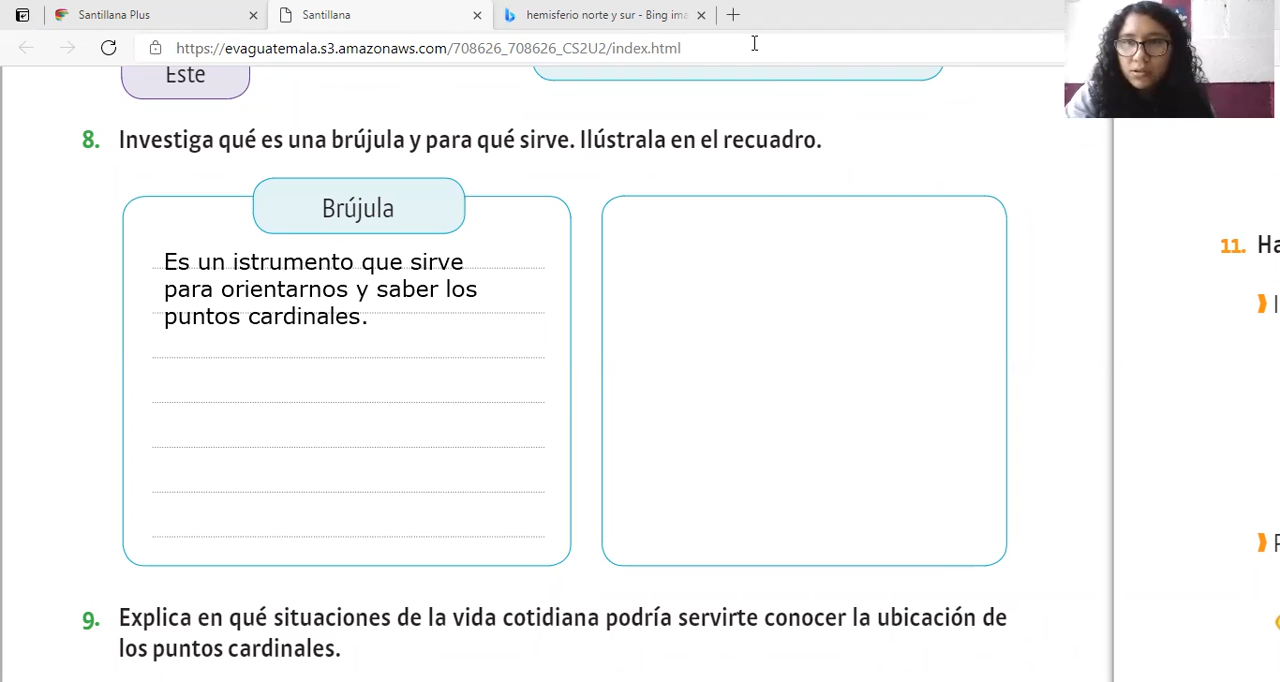 Santillana Plus
Santillana
hemisferio norte y sur - Bing ima
https://evaguatemala.s3.amazonaws.com/708626_708626_CS2U2/index.html
Este
8. Investiga qué es una brújula y para qué sirve. Ilústrala en el recuadro.
Brújula
Es un istrumento que sirve
para orientarnos y saber los
puntos cardinales.
9. Explica en qué situaciones de la vida cotidiana podría servirte conocer la ubicación de
los puntos cardinales.
11. Ha
I
P